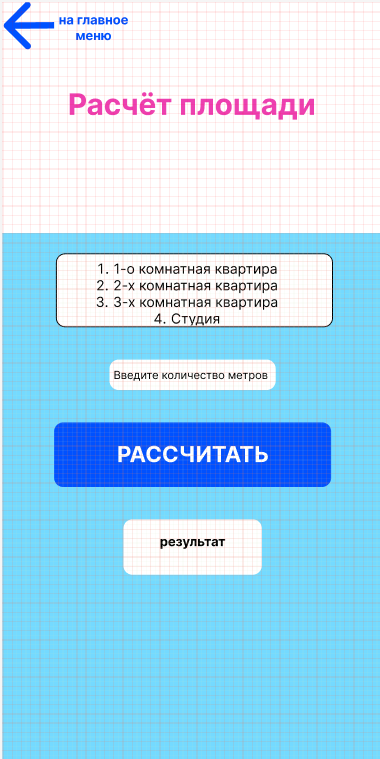 на главное
меню
Расчёт площади
1. 1-о комнатная квартира
2. 2-х комнатная квартира
3. 3-х комнатная квартира
4. Студия
Введите количество метров
РАССЧИТАТЬ
результат